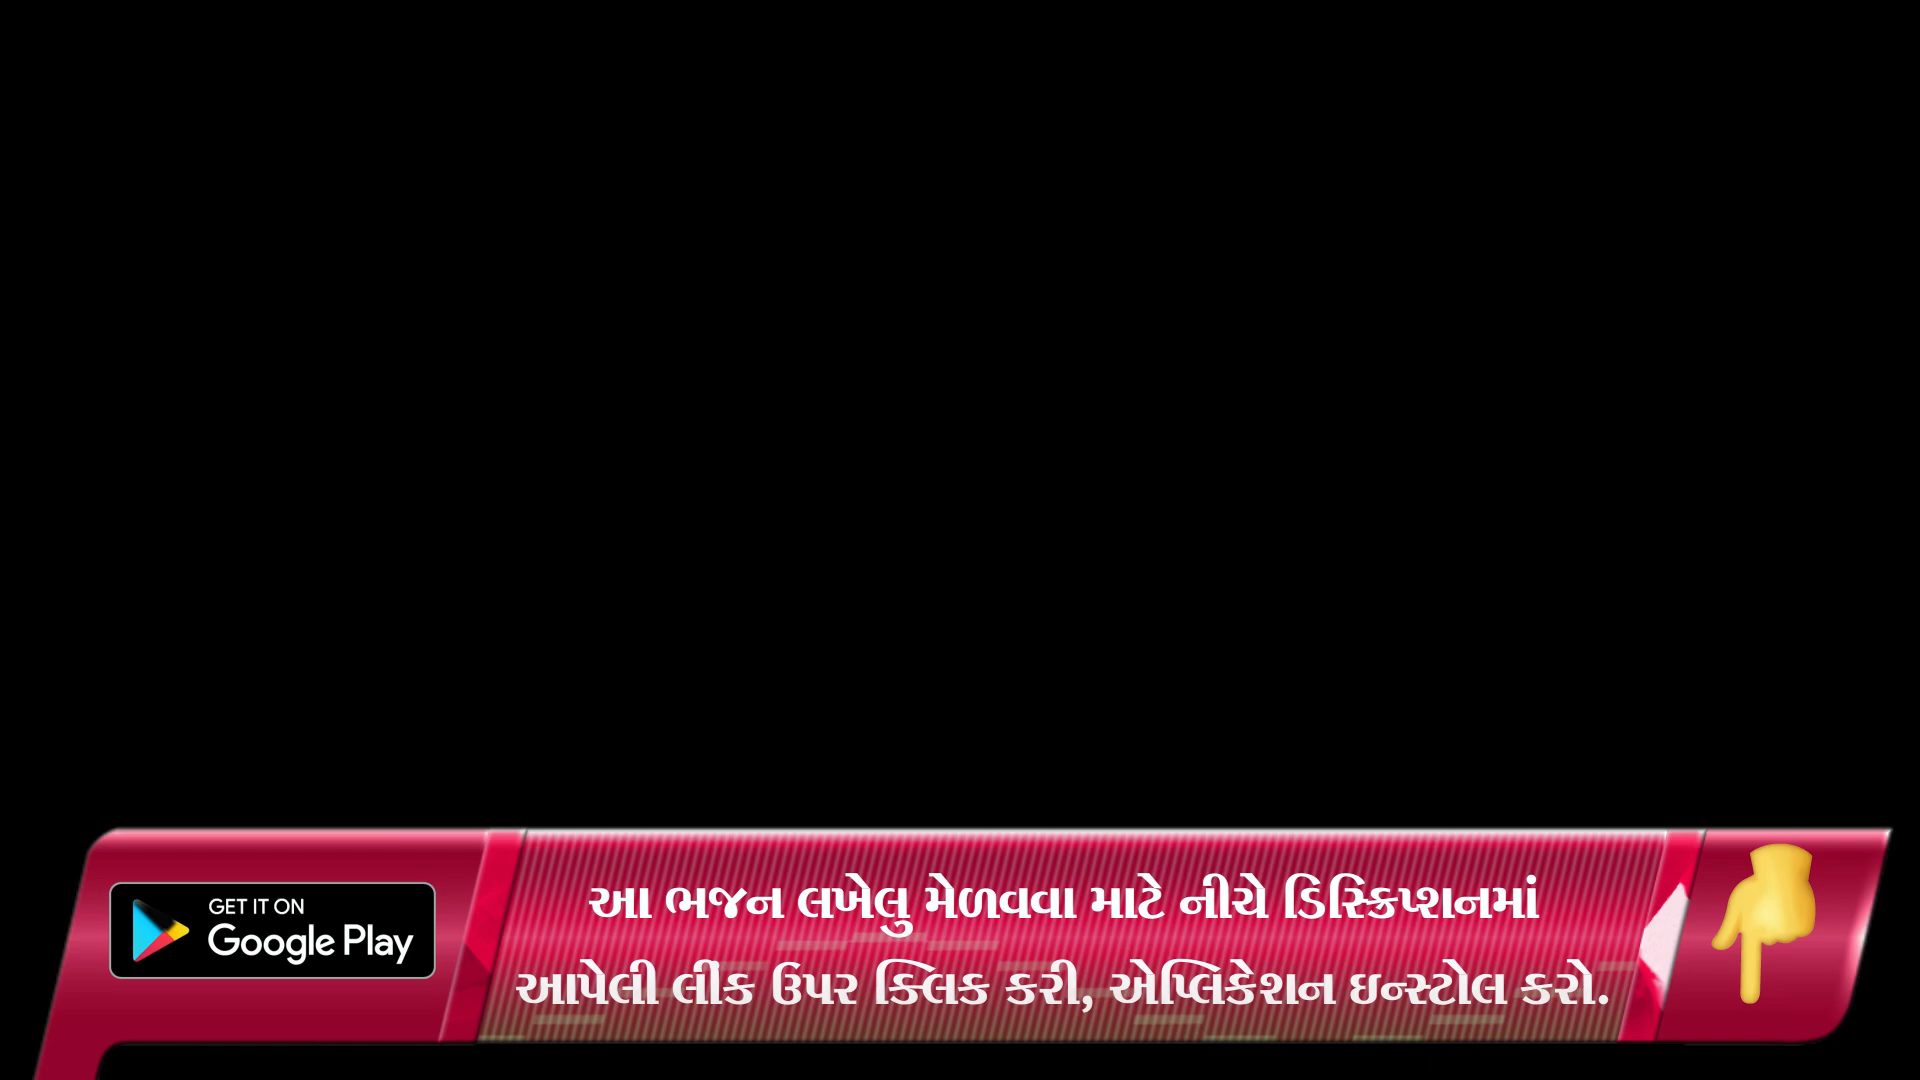 GET IT ON
Google Play
આ ભજન લખેલુ મેળવવા માટે નીચે ડિસ્ક્રિપ્શનમાં
આપેલી લીંક ઉપર ક્લિક કરી, એપ્લિકેશન ઇન્સ્ટોલ કરો.